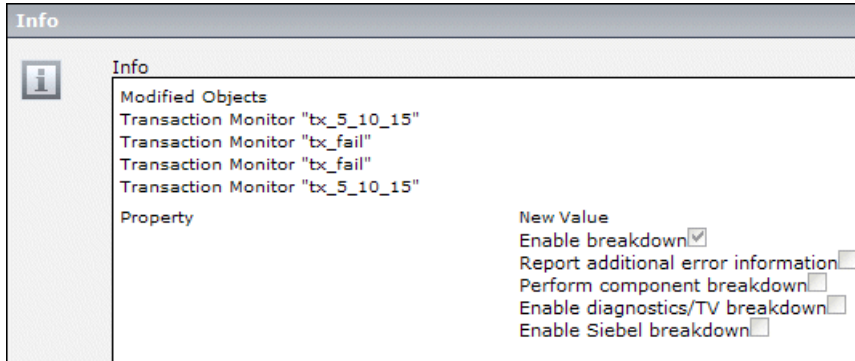 Info
Info
Modified Objects
Transaction Monitor "tx_5_10_15"
Transaction Monitor "tx_fail"
Transaction Monitor "tx_fail"
Transaction Monitor "tx_5_10_15"
Property New Value
Enable breakdown
Report additional error information
Perform component breakdown
Enable diagnostics/TV breakdown
Enable Siebel breakdown